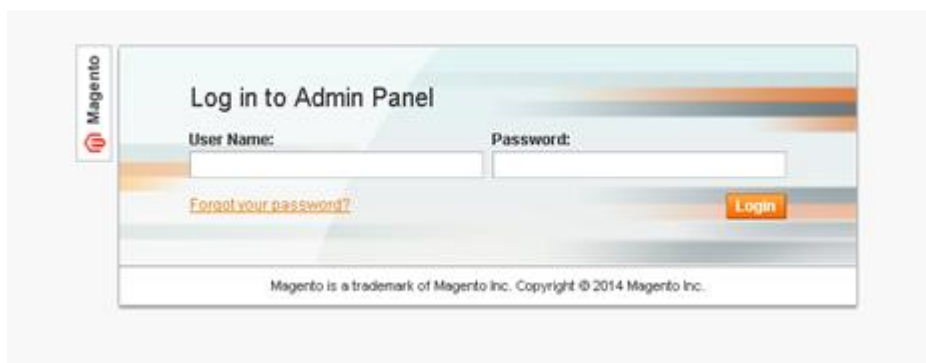 Magento
Log in to Admin Panel
User Name:
Password:
Forgot your password?
Login
Magento is a trademark of Magento Inc. Copyright © 2014 Magento Inc.